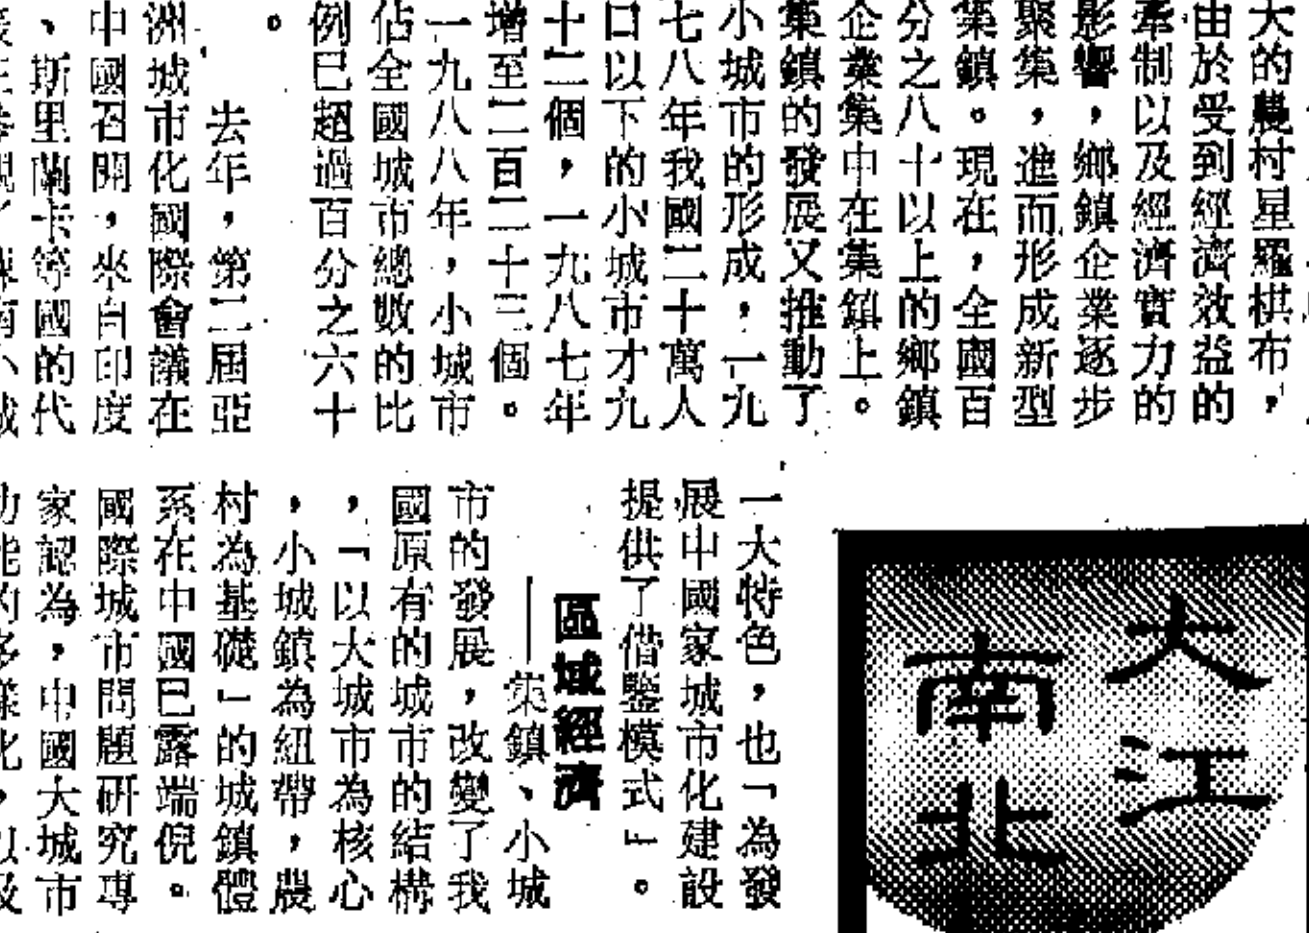 大的農村星羅棋布，
由於受到經濟效益的
牽制以及經濟實力的
影響，鄉鎮企業逐步
聚集，進而形成新型
集鎮。現在，全國百
分之八十以上的鄉鎮
企業集中在集鎮上。
集鎮的發展又推動了
小城市的形成，一九
七八年我國二十萬人
口以下的小城市才九
十二個，一九八七年
增至二百二十三個。
一九八八年，小城市
佔全國城市總數的比
例已超過百分之六十
。
去年，第二屆亞
洲城市化國際會議在
中國召開，來自印度
、斯里蘭卡等國的代
大江
南北
一大特色，也「為發
展中國家城市化建設
提供了借鑒模式」。
區域經濟
——集鎮、小城
市的發展，改變了我
國原有的城市的結構
，「以大城市為核心
，小城鎮為紐帶，農
村為基礎」的城鎮體
系在中國已露端倪。
國際城市問題研究專
家認為，中國大城市